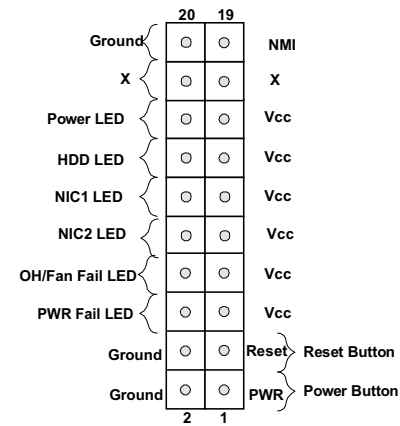 20 19
Ground NMI
X X
Power LED Vcc
HDD LED Vcc
NIC1 LED Vcc
NIC2 LED Vcc
OH/Fan Fail LED Vcc
PWR Fail LED Vcc
Ground Reset Reset Button
Ground PWR Power Button
2 1